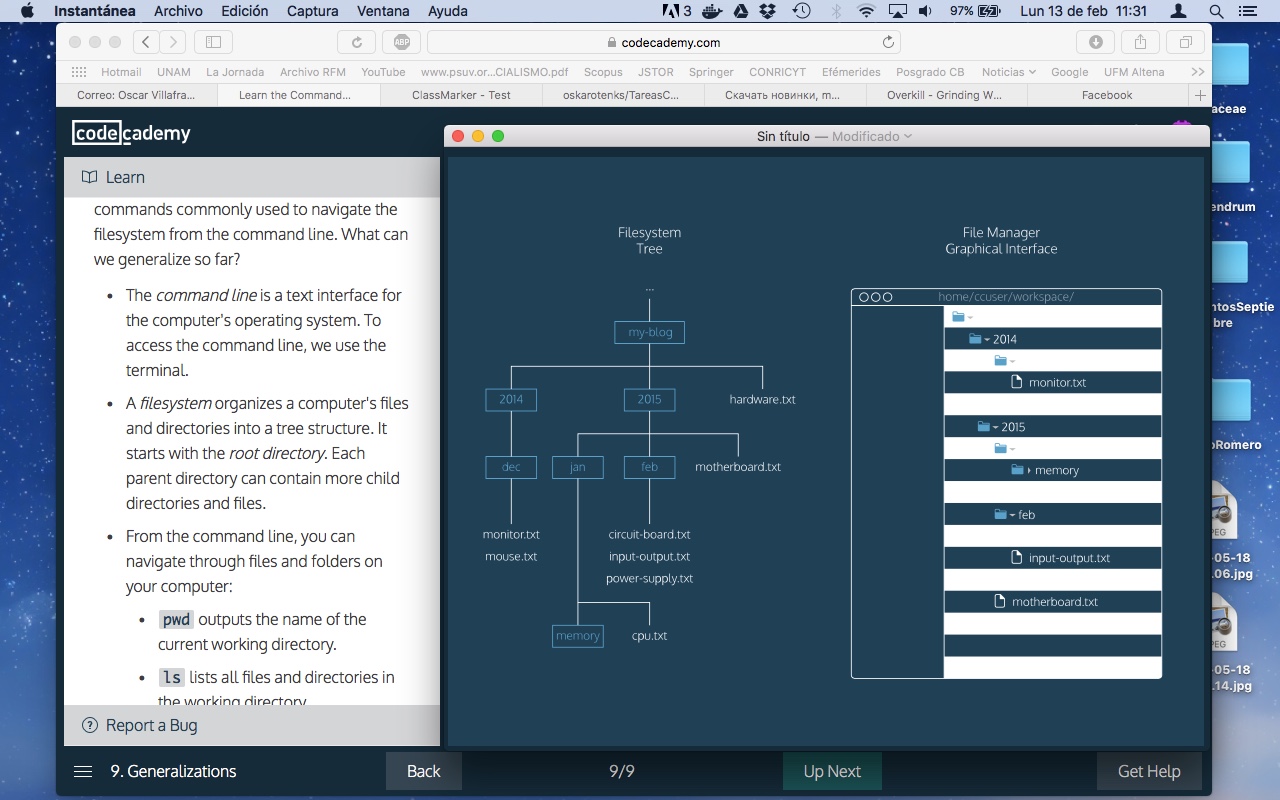 Instantánea Archivo Edición Captura Ventana Ayuda 3 97% Lun 13 de feb 11:31
codecademy.com
ABP
Hotmail UNAM La Jornada Archivo RFM YouTube www.psuv.or...CIALISMO.pdf Scopus JSTOR Springer CONRICYT Efémerides Posgrado CB Noticias Google UFM Altena >>
Correo: Oscar Villafra... Learn the Command... ClassMarker - Test oskarotenks/TareasC... Скачать новинки, m... Overkill - Grinding W... Facebook +
codecademy
Learn
commands commonly used to navigate the
filesystem from the command line. What can
we generalize so far?
• The command line is a text interface for
the computer's operating system. To
access the command line, we use the
terminal.
• A filesystem organizes a computer's files
and directories into a tree structure. It
starts with the root directory. Each
parent directory can contain more child
directories and files.
• From the command line, you can
navigate through files and folders on
your computer:
• pwd outputs the name of the
current working directory.
• ls lists all files and directories in
the working directory
Report a Bug
9. Generalizations Back 9/9 Up Next Get Help
Sin título — Modificado
Filesystem
Tree
...
my-blog
2014 2015 hardware.txt
dec jan feb motherboard.txt
monitor.txt
mouse.txt
circuit-board.txt
input-output.txt
power-supply.txt
memory cpu.txt
File Manager
Graphical Interface
home/ccuser/workspace/
2014
monitor.txt
2015
memory
feb
input-output.txt
motherboard.txt
aceae
endrum
ntosSeptie
bre
oRomero
PEG
-05-18
.06.jpg
PEG
-05-18
.14.jpg